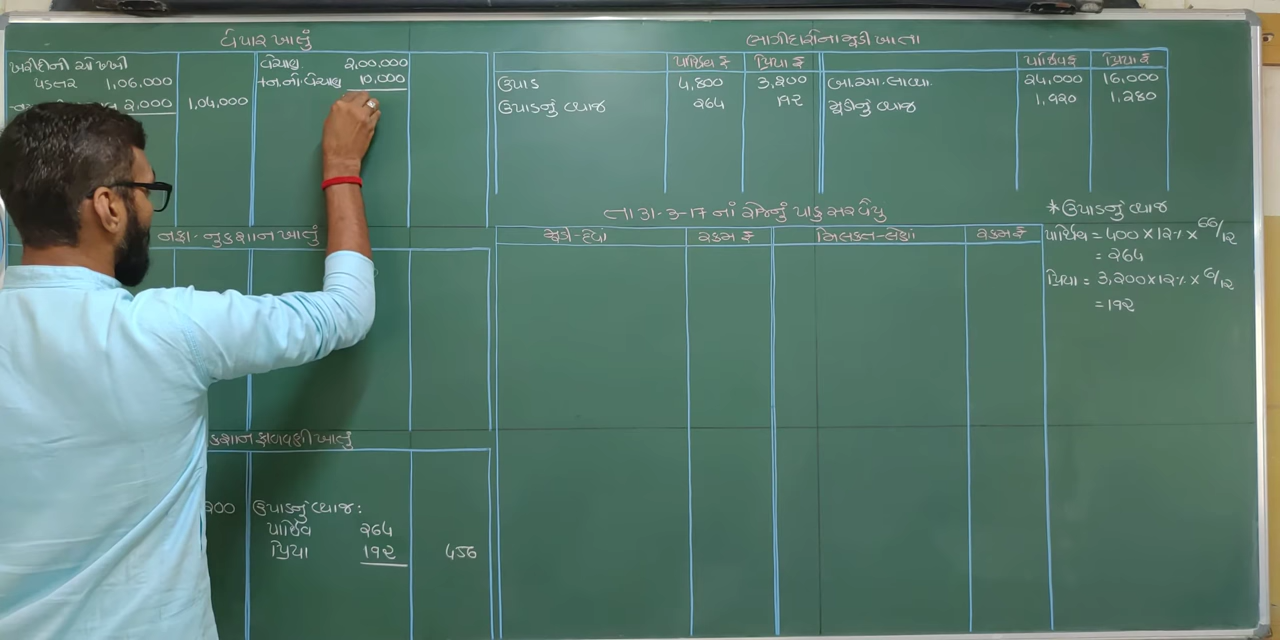 વેપાર ખાતું
ખરીદીની ચોખ્ખી
પડતર 1,06,000
2,000 1,04,000
વેચાણ 2,00,000
+ન.નો.વેચાણ 10,000
ભાગીદારોના મૂડી ખાતા
પાર્થિવ ₹ પ્રિયા ₹ પાર્થિવ ₹ પ્રિયા ₹
ઉપાડ 4,800 3,200 બા.આ.લાવ્યા. 24,000 16,000
ઉપાડનું વ્યાજ 264 192 મૂડીનું વ્યાજ 1,920 1,280
નફા-નુકશાન ખાતું
તા 31-3-17 નાં રોજનું પાકુ સરવૈયુ
મૂડી-દેવાં રકમ ₹ મિલકત-લેણાં રકમ ₹
*ઉપાડનું વ્યાજ
પાર્થિવ = 400 × 12% × 66/12
= 264
પ્રિયા = 3,200 × 12% × 6/12
= 192
કશાન ફાળવણી ખાતું
200 ઉપાડનું વ્યાજ:
પાર્થિવ 264
પ્રિયા 192 456